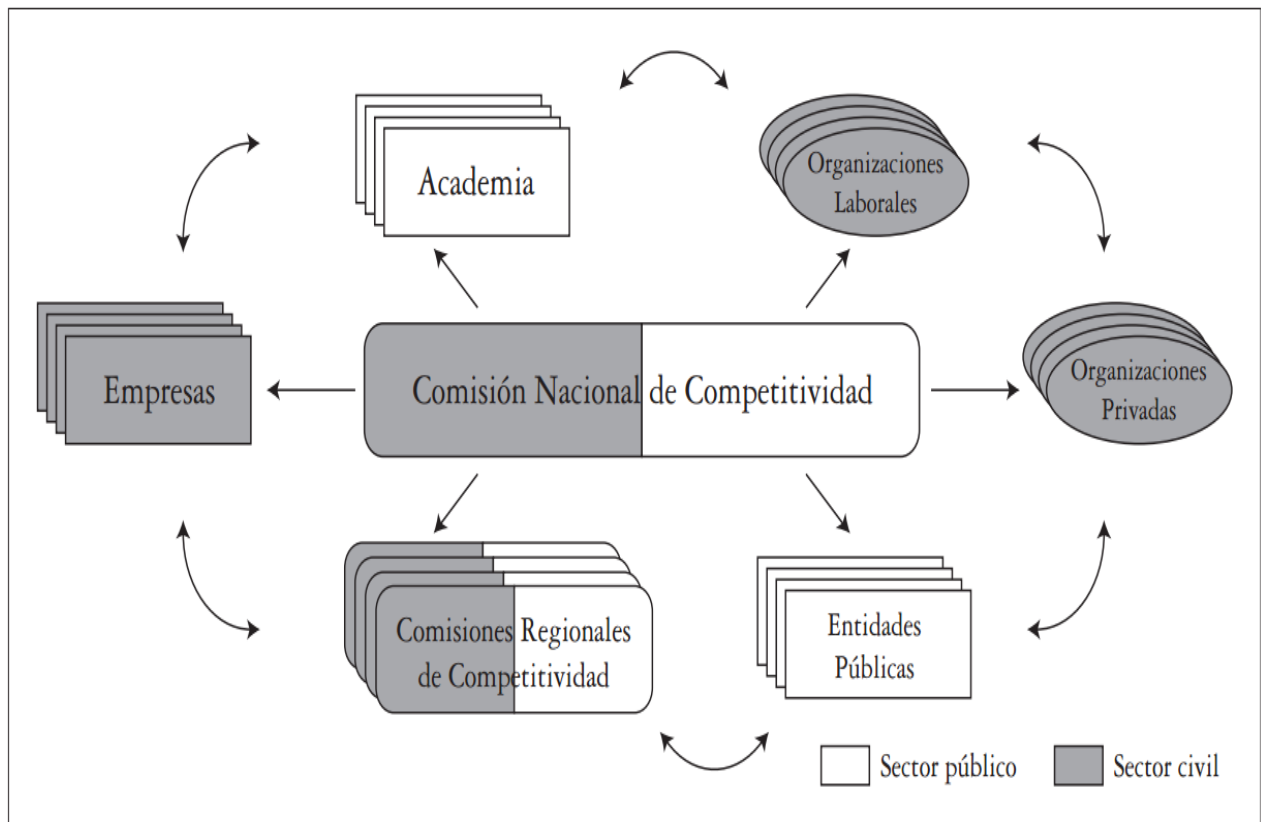 Academia
Organizaciones
Laborales
Empresas
Comisión Nacional de Competitividad
Organizaciones
Privadas
Comisiones Regionales
de Competitividad
Entidades
Públicas
Sector público
Sector civil